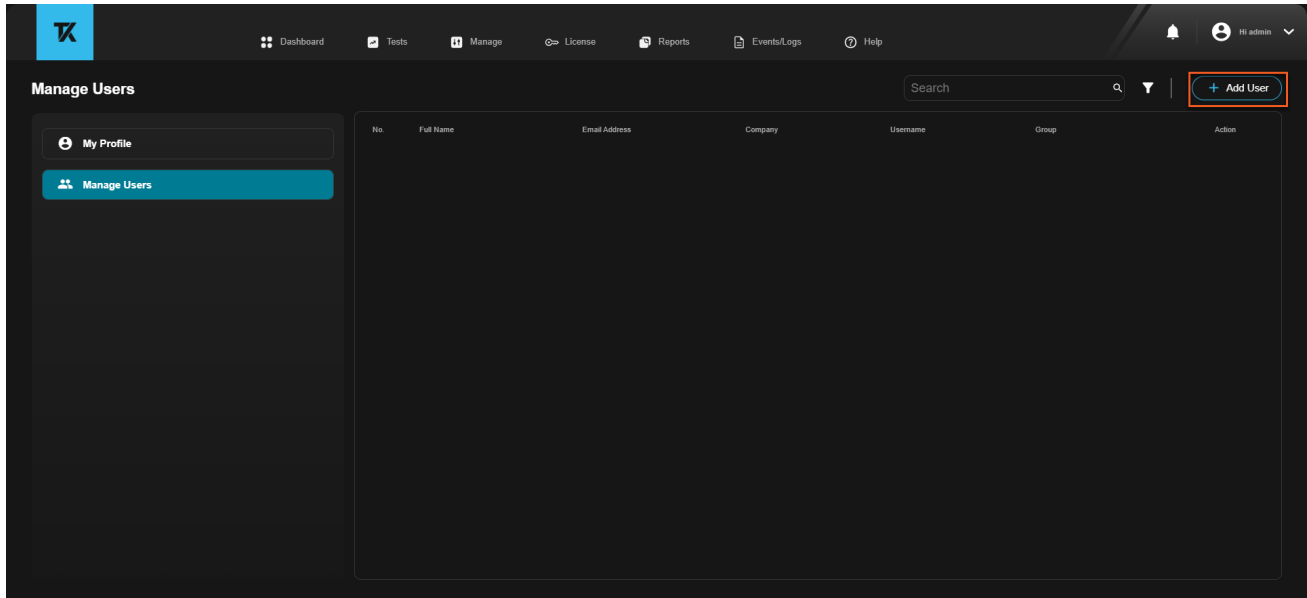 TK
Dashboard Tests Manage License Reports Events/Logs Help Hi admin
Manage Users Search + Add User
My Profile
Manage Users
No. Full Name Email Address Company Username Group Action